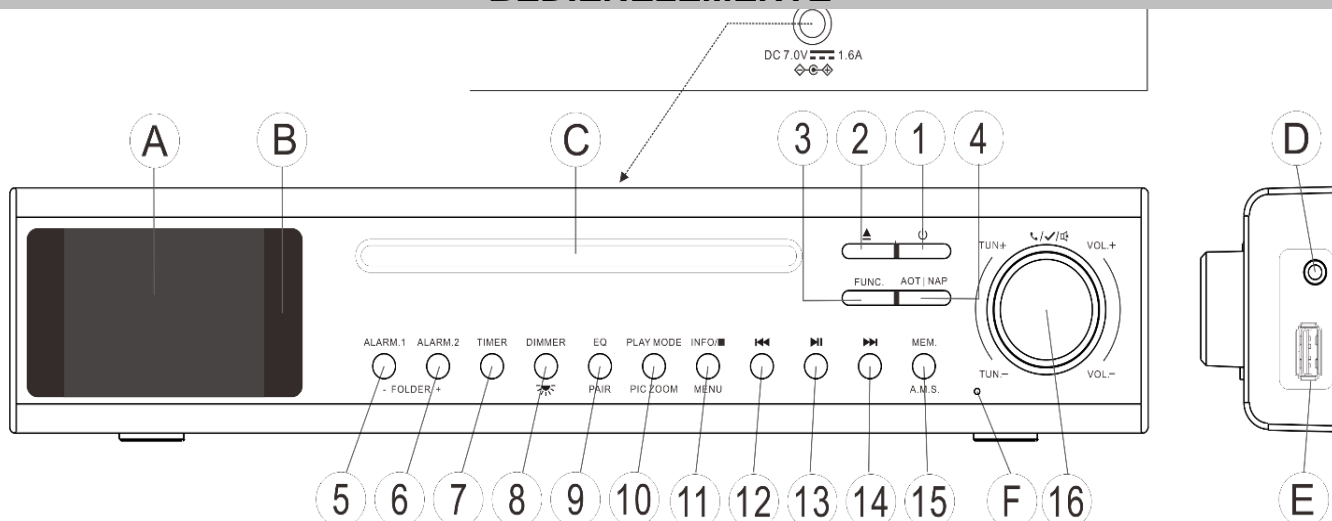 DC 7.0V 1.6A
A B C 3 2 1 4 D
TUN+ VOL.+
FUNC. AOT | NAP
ALARM.1 ALARM.2 TIMER DIMMER EQ PLAY MODE INFO/■ ⏮ ⏯ ⏭ MEM. TUN.− VOL.−
- FOLDER/+ PAIR PIC ZOOM MENU A.M.S.
5 6 7 8 9 10 11 12 13 14 15 F 16 E